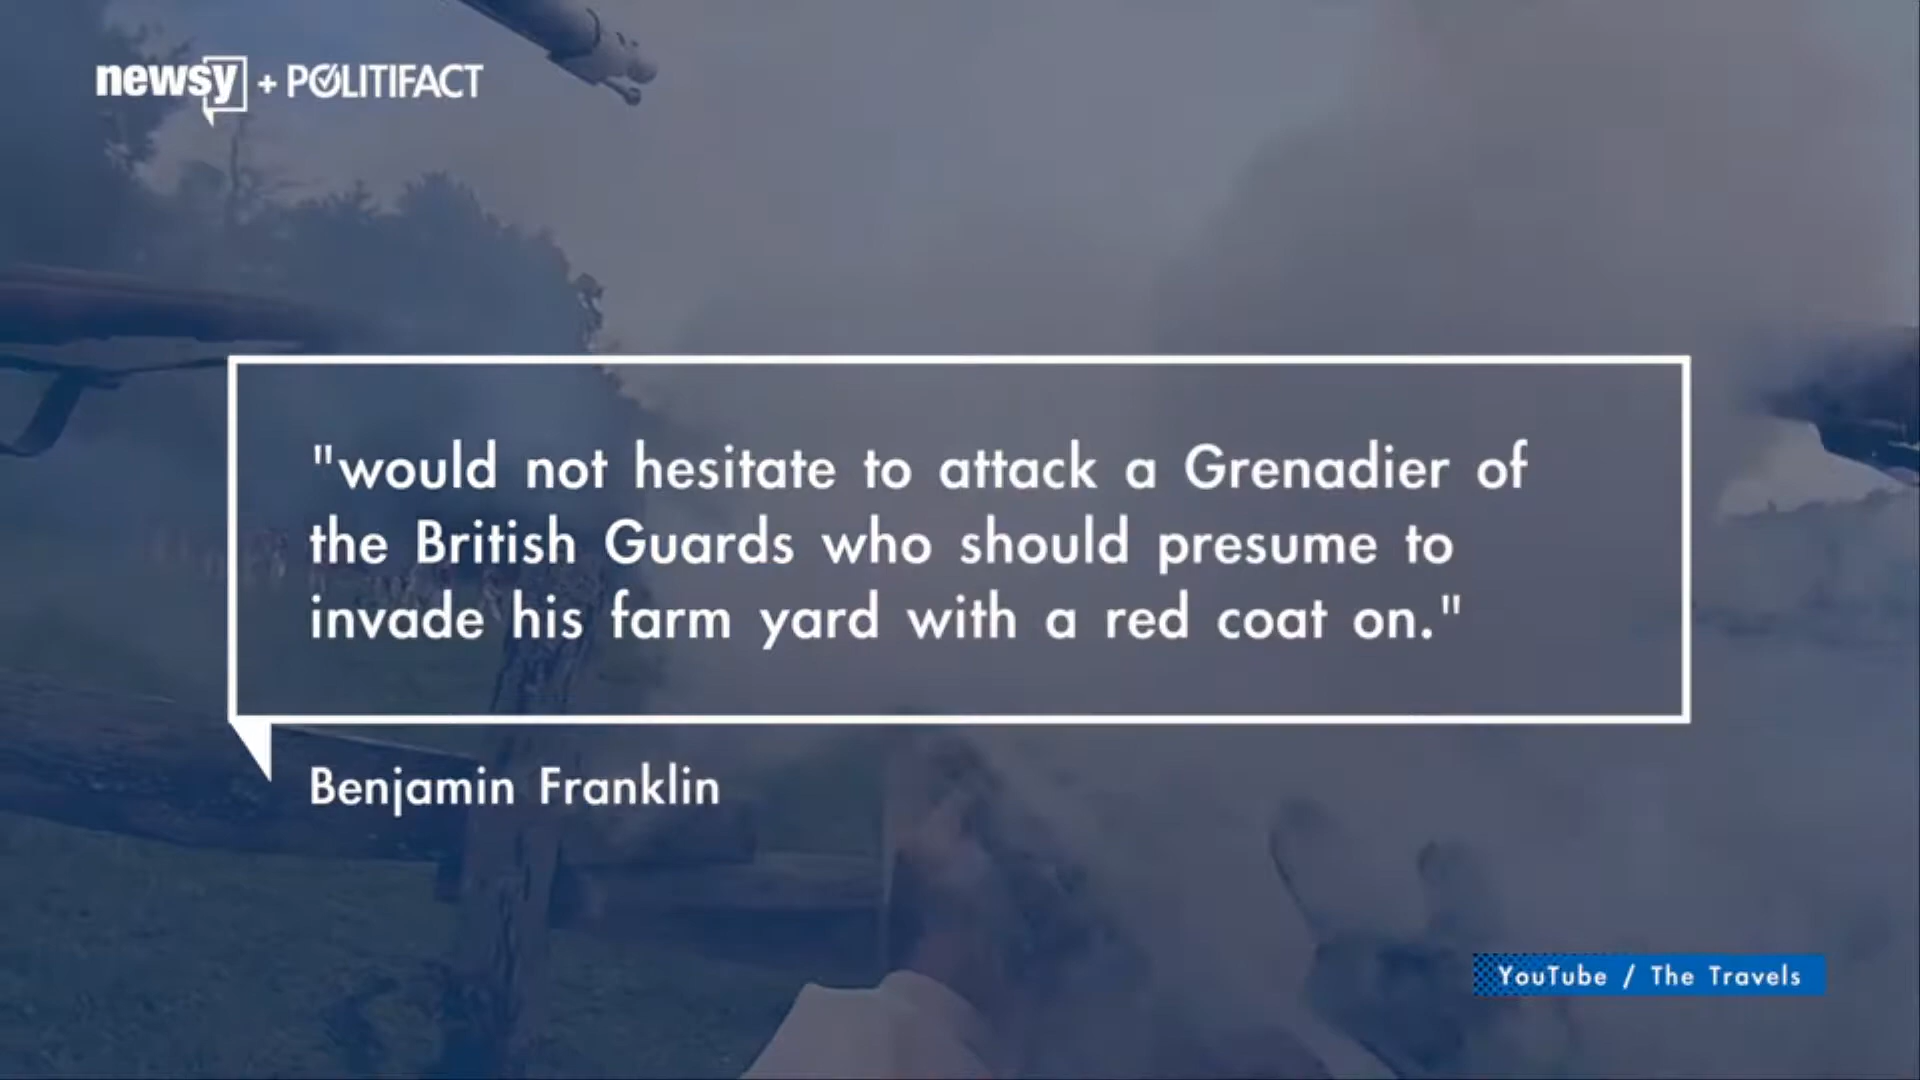 newsy + POLITIFACT
"would not hesitate to attack a Grenadier of
the British Guards who should presume to
invade his farm yard with a red coat on."
Benjamin Franklin
YouTube / The Travels